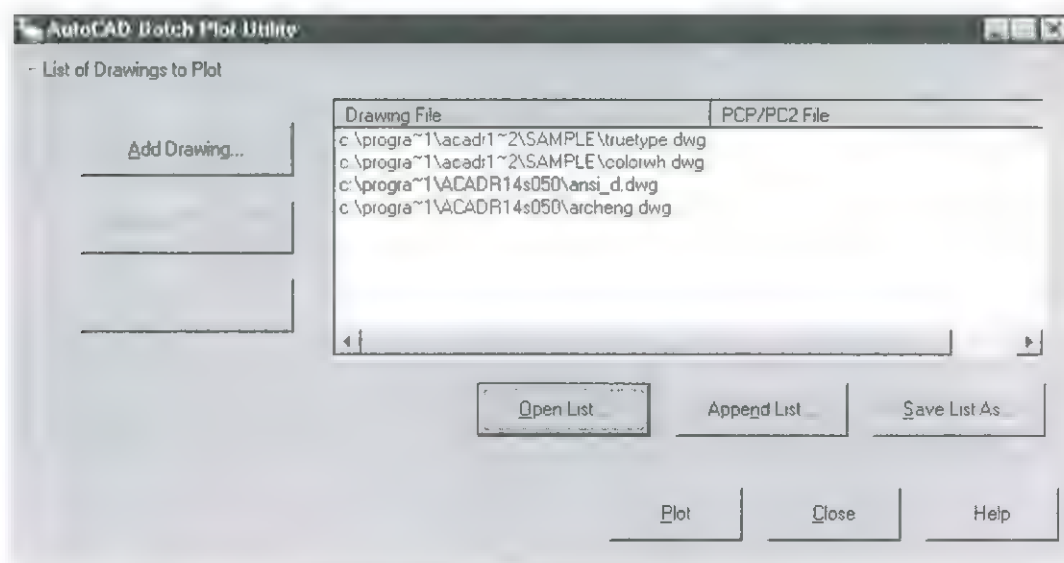 AutoCAD Batch Plot Utility
List of Drawings to Plot
Drawing File PCP/PC2 File
Add Drawing...
c:\progra~1\acadr1~2\SAMPLE\truetype.dwg
c:\progra~1\acadr1~2\SAMPLE\colorwh.dwg
c:\progra~1\ACADR14s050\ansi_d.dwg
c:\progra~1\ACADR14s050\archeng.dwg
Open List... Append List... Save List As...
Plot Close Help